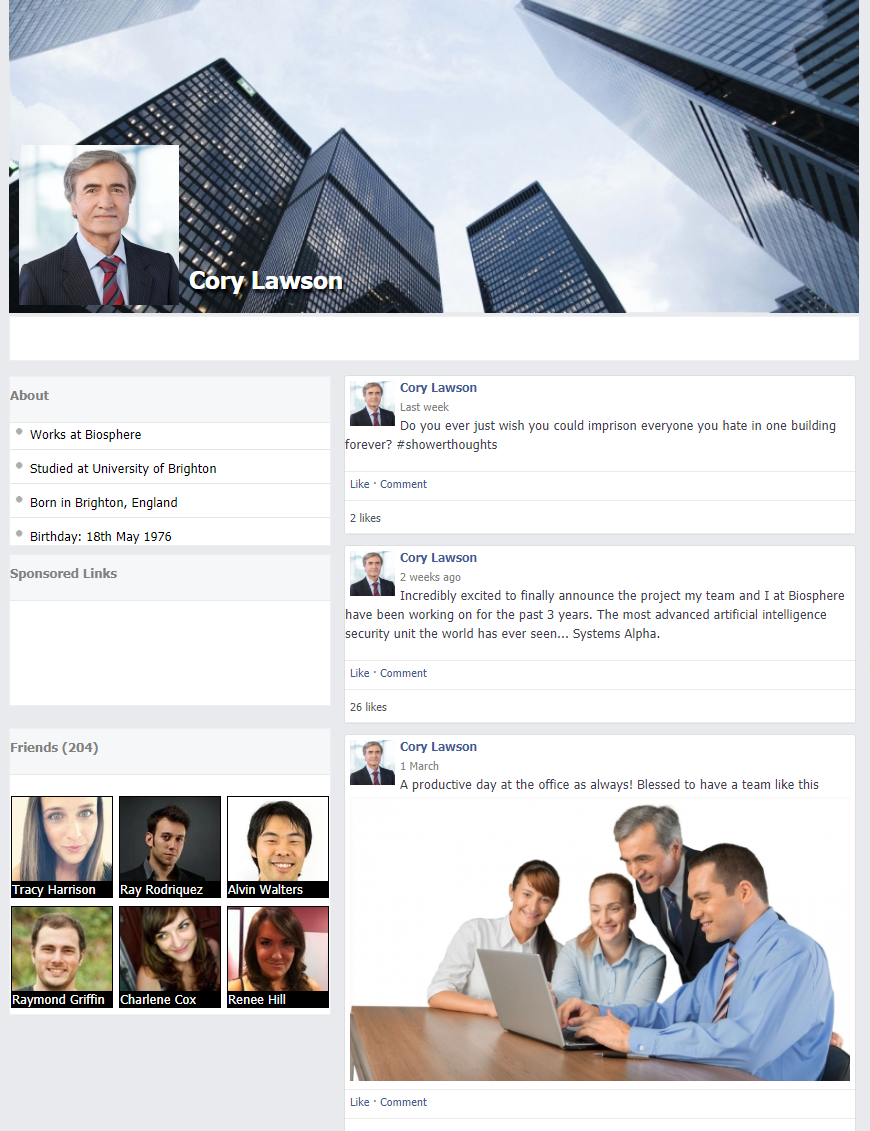 Cory Lawson
About
Works at Biosphere
Studied at University of Brighton
Born in Brighton, England
Birthday: 18th May 1976
Sponsored Links
Friends (204)
Tracy Harrison
Ray Rodriquez
Alvin Walters
Raymond Griffin
Charlene Cox
Renee Hill
Cory Lawson
Last week
Do you ever just wish you could imprison everyone you hate in one building
forever? #showerthoughts
Like · Comment
2 likes
Cory Lawson
2 weeks ago
Incredibly excited to finally announce the project my team and I at Biosphere
have been working on for the past 3 years. The most advanced artificial intelligence
security unit the world has ever seen... Systems Alpha.
Like · Comment
26 likes
Cory Lawson
1 March
A productive day at the office as always! Blessed to have a team like this
Like · Comment